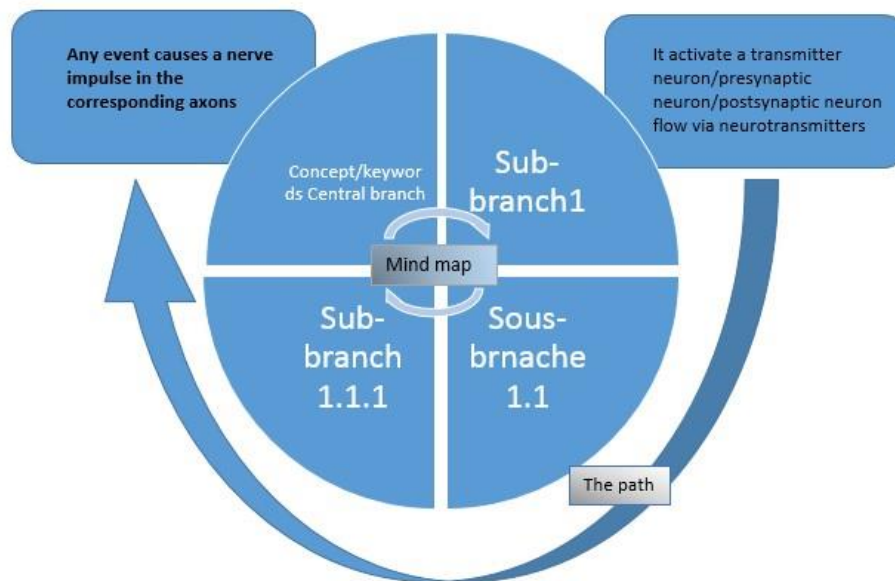 Any event causes a nerve
impulse in the
corresponding axons
It activate a transmitter
neuron/presynaptic
neuron/postsynaptic neuron
flow via neurotransmitters
Concept/keywor
ds Central branch
Sub-
branch1
Mind map
Sub-
branch
1.1.1
Sous-
brnache
1.1
The path